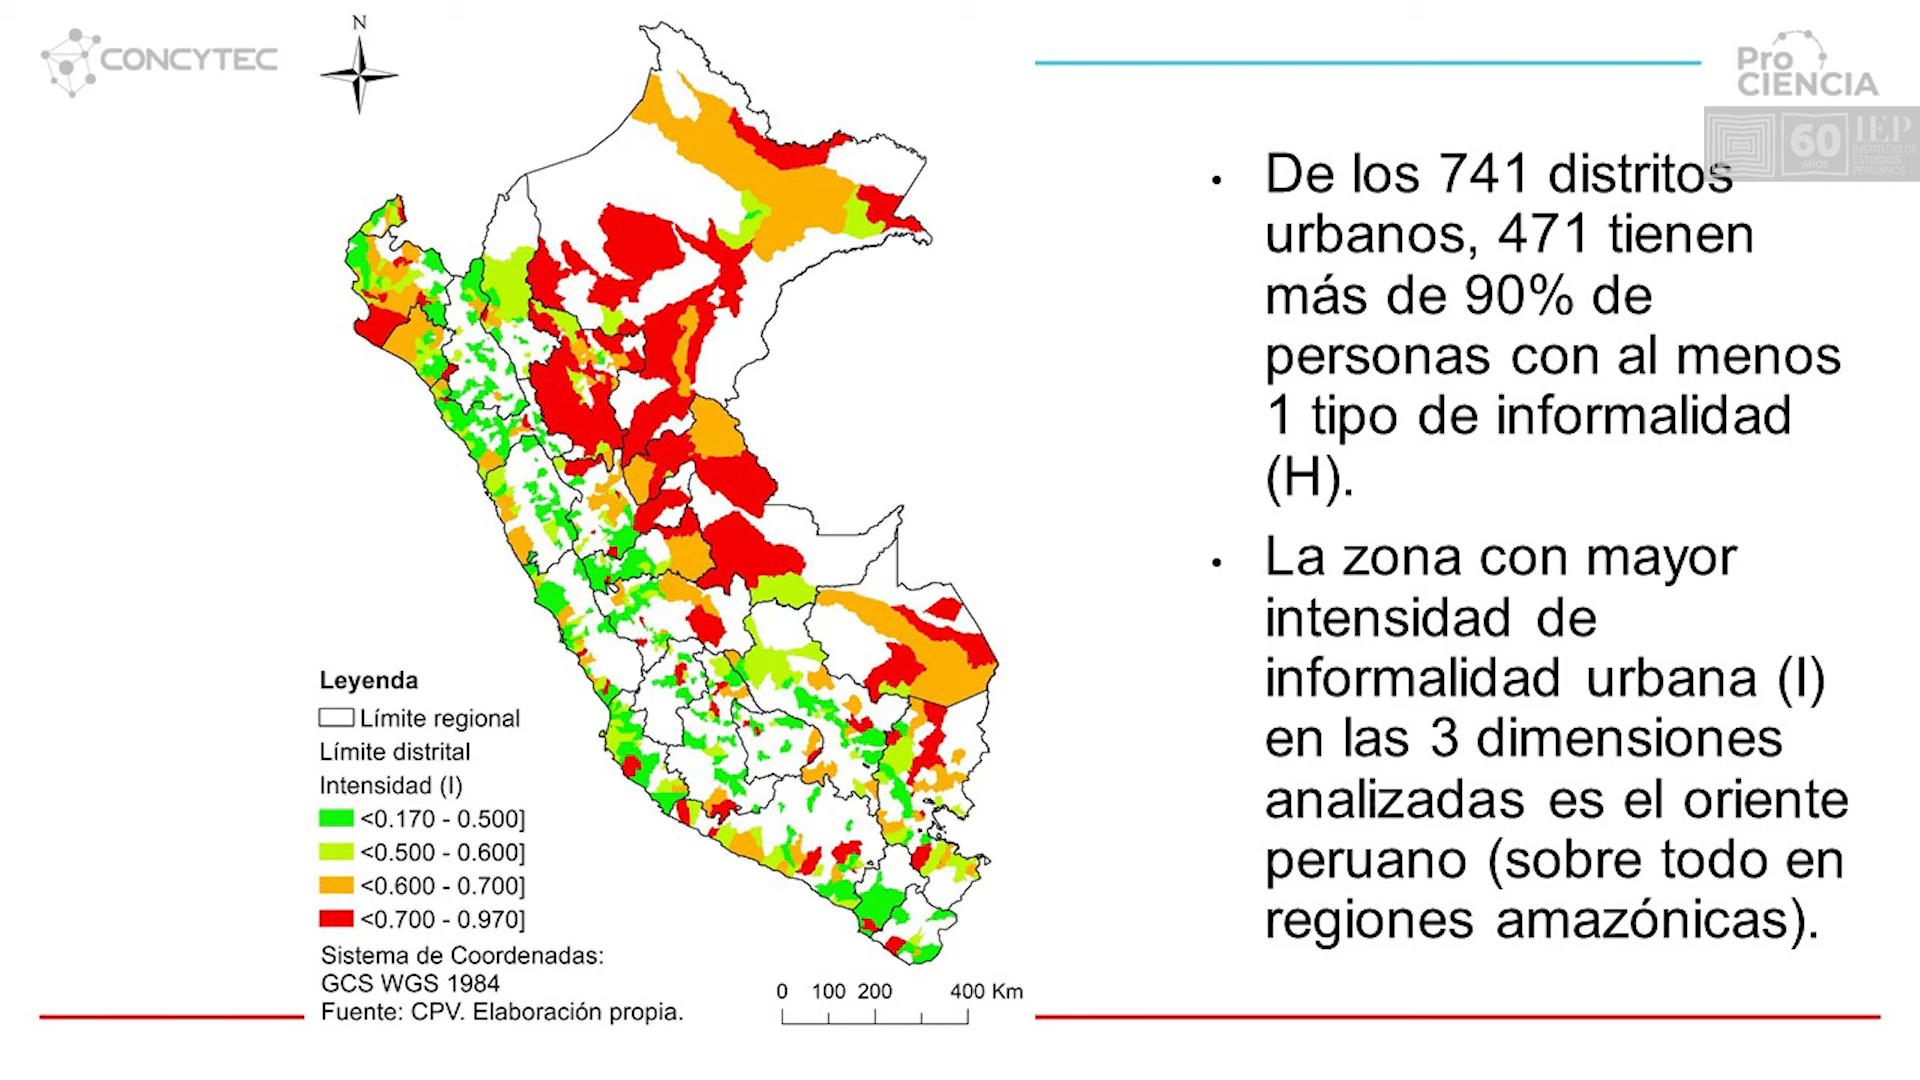 CONCYTEC
N
Pro
CIENCIA
60
AÑOS
IEP
INSTITUTO DE
ESTUDIOS
PERUANOS
• De los 741 distritos
urbanos, 471 tienen
más de 90% de
personas con al menos
1 tipo de informalidad
(H).
• La zona con mayor
intensidad de
informalidad urbana (I)
en las 3 dimensiones
analizadas es el oriente
peruano (sobre todo en
regiones amazónicas).
Leyenda
Límite regional
Límite distrital
Intensidad (I)
<0.170 - 0.500]
<0.500 - 0.600]
<0.600 - 0.700]
<0.700 - 0.970]
Sistema de Coordenadas:
GCS WGS 1984
Fuente: CPV. Elaboración propia.
0 100 200 400 Km